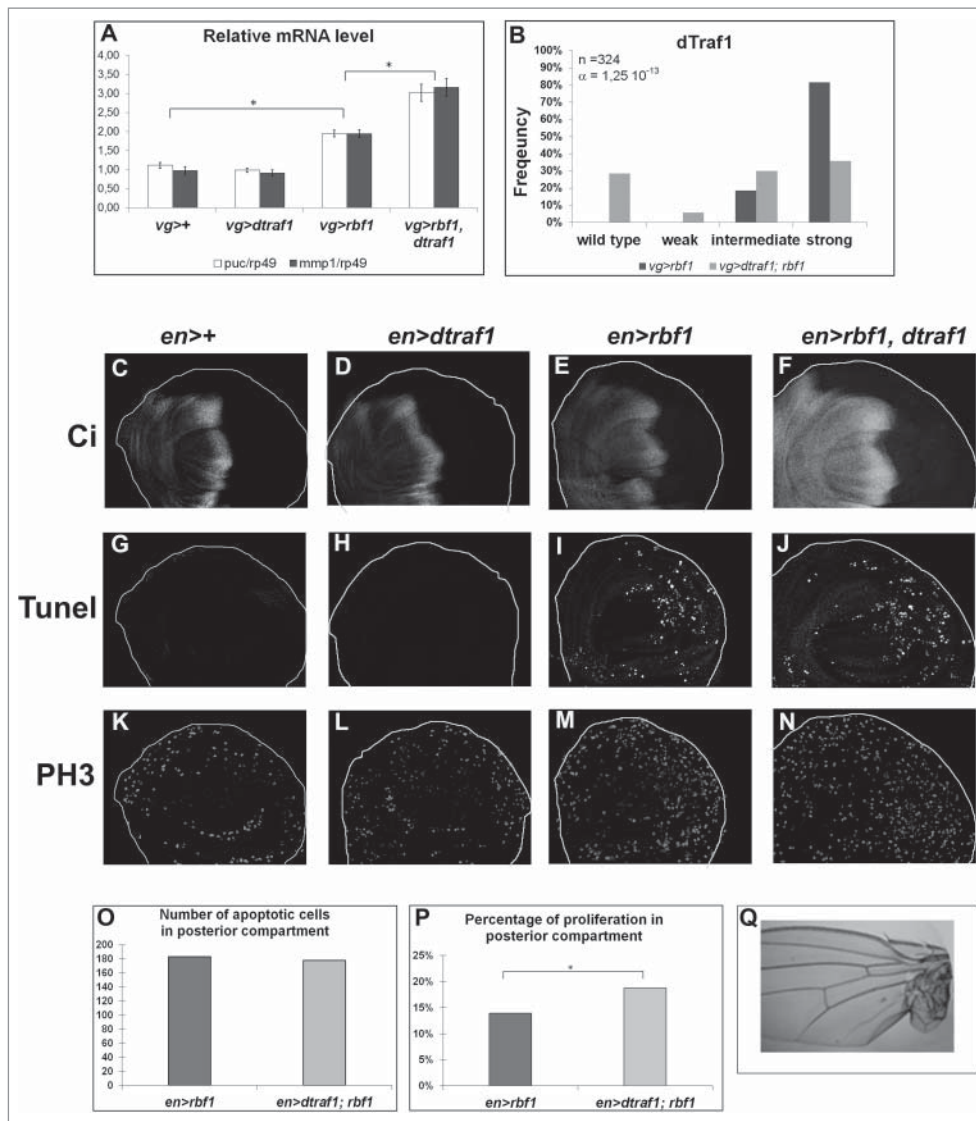 A
Relative mRNA level
4,00
3,50
3,00
2,50
2,00
1,50
1,00
0,50
0,00
*
*
vg>+
vg>dtraf1
vg>rbf1
vg>rbf1,
dtraf1
puc/rp49
mmp1/rp49
B
dTraf1
n =324
α = 1,25 10-13
Freqeuncy
100%
90%
80%
70%
60%
50%
40%
30%
20%
10%
0%
wild type
weak
intermediate
strong
vg>rbf1
vg>dtraf1; rbf1
en>+
en>dtraf1
en>rbf1
en>rbf1, dtraf1
Ci
C
D
E
F
Tunel
G
H
I
J
PH3
K
L
M
N
O
Number of apoptotic cells
in posterior compartment
200
180
160
140
120
100
80
60
40
20
0
en>rbf1
en>dtraf1; rbf1
P
Percentage of proliferation in
posterior compartment
25%
20%
15%
10%
5%
0%
*
en>rbf1
en>dtraf1; rbf1
Q